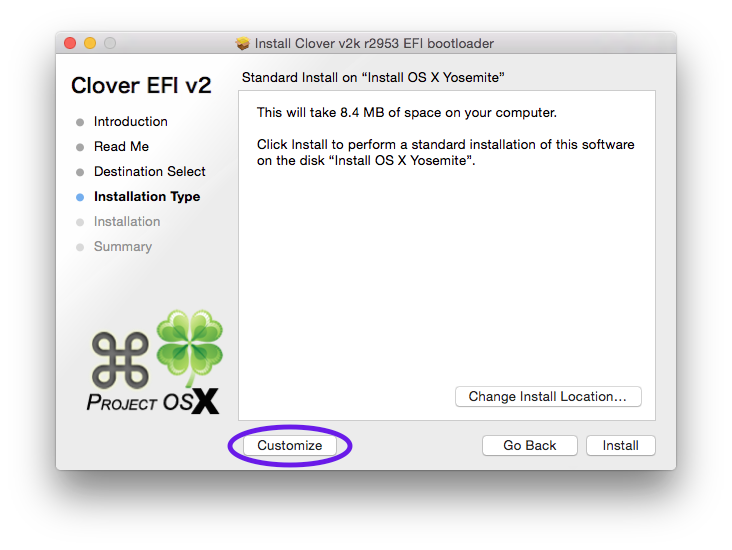 Install Clover v2k r2953 EFI bootloader
Clover EFI v2
Standard Install on “Install OS X Yosemite”
Introduction
Read Me
Destination Select
Installation Type
Installation
Summary
This will take 8.4 MB of space on your computer.
Click Install to perform a standard installation of this software
on the disk “Install OS X Yosemite”.
PROJECT OSX
Change Install Location...
Customize
Go Back
Install